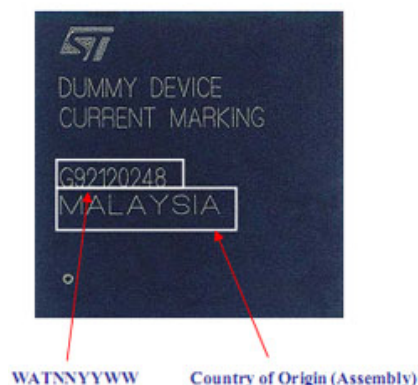 ST
DUMMY DEVICE
CURRENT MARKING
G92120248
MALAYSIA
WATNNYYWW
Country of Origin (Assembly)